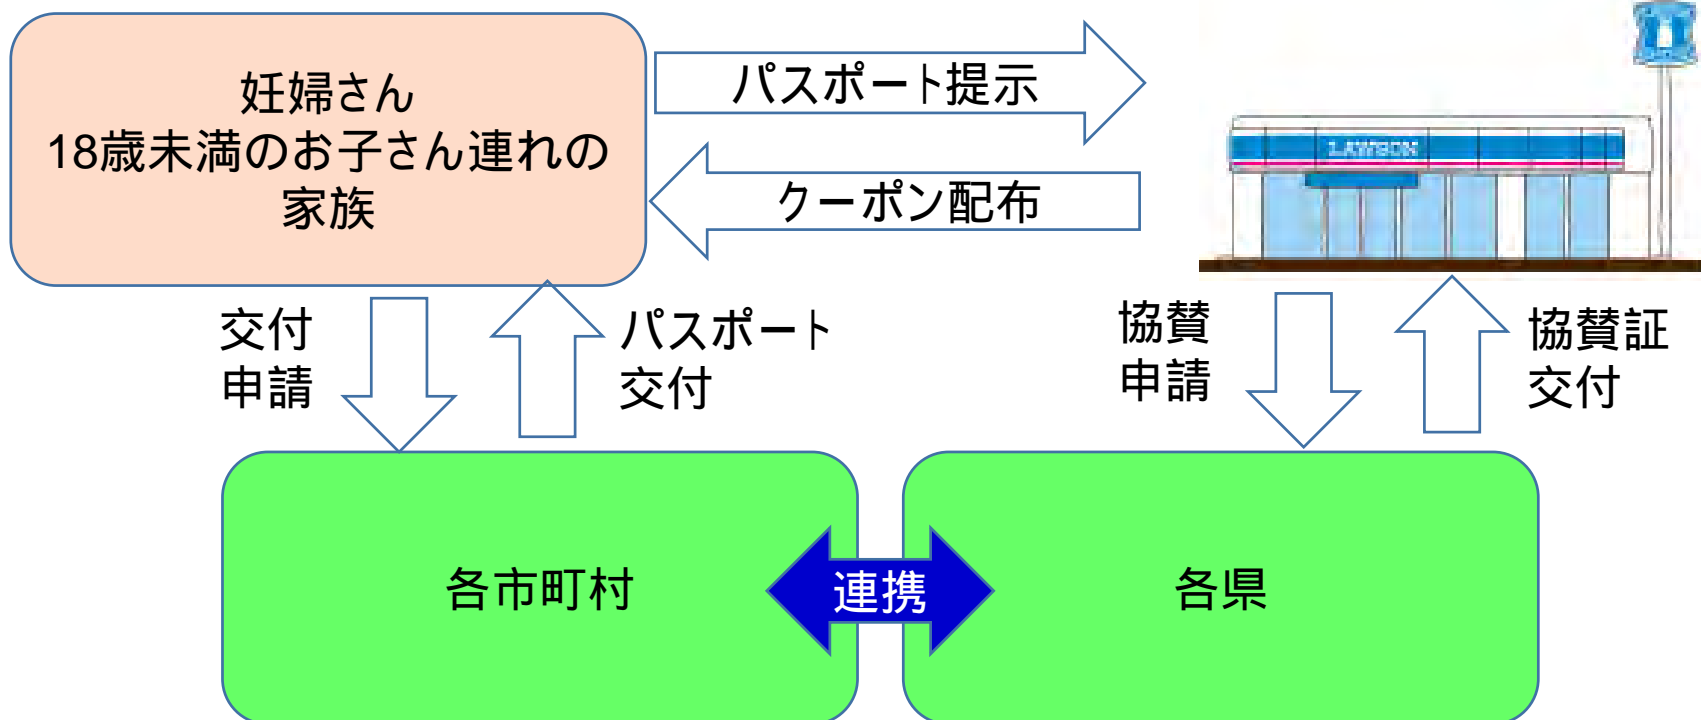 妊婦さん
18歳未満のお子さん連れの
家族
パスポート提示
クーポン配布
LAWSON
交付
申請
パスポート
交付
協賛
申請
協賛証
交付
各市町村
連携
各県